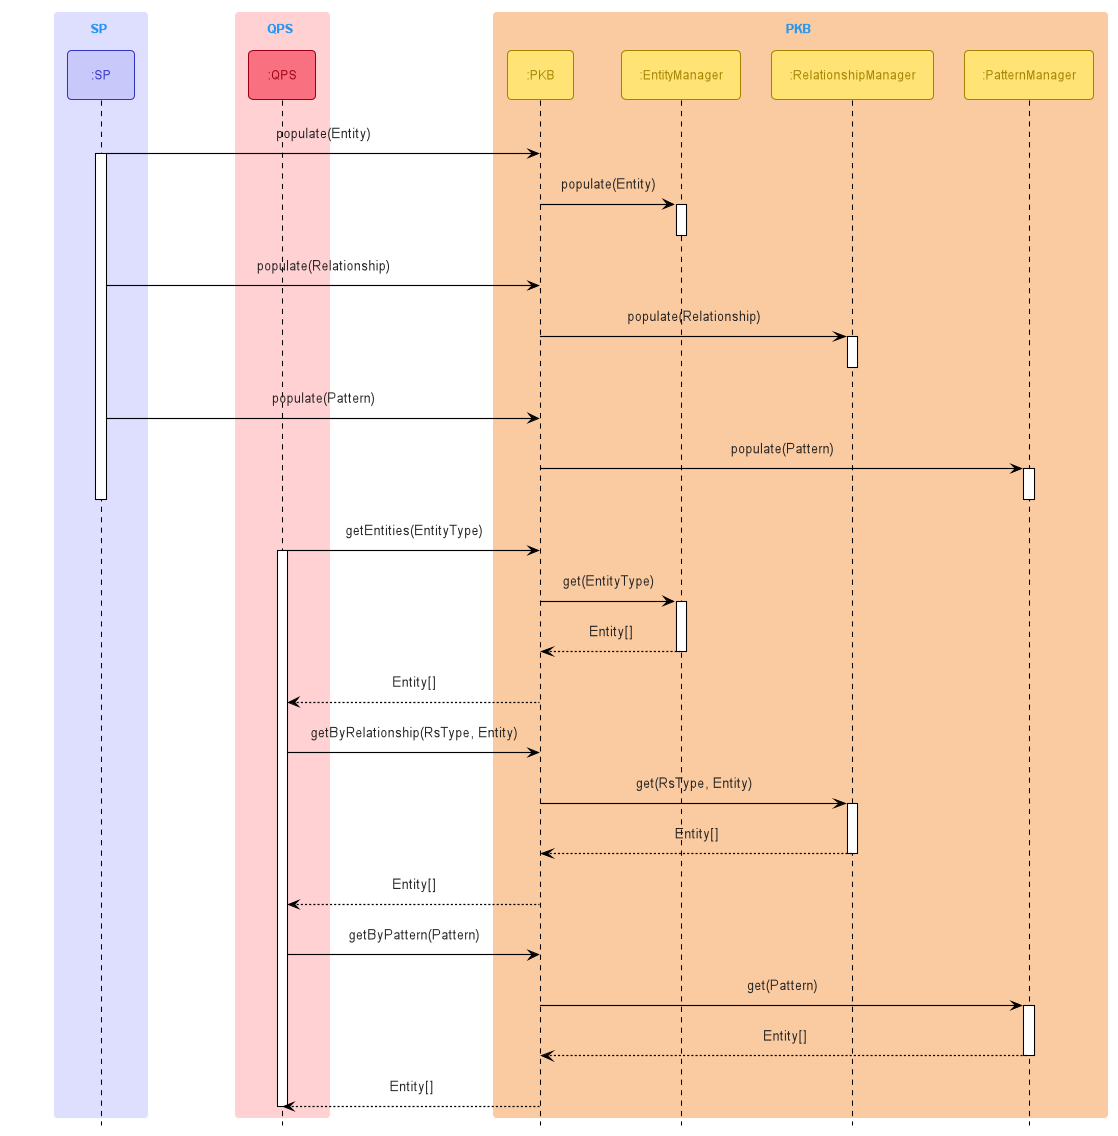 SP
QPS
PKB
:SP
:QPS
:PKB
:EntityManager
:RelationshipManager
:PatternManager
populate(Entity)
populate(Entity)
populate(Relationship)
populate(Relationship)
populate(Pattern)
populate(Pattern)
getEntities(EntityType)
get(EntityType)
Entity[]
Entity[]
getByRelationship(RsType, Entity)
get(RsType, Entity)
Entity[]
Entity[]
getByPattern(Pattern)
get(Pattern)
Entity[]
Entity[]